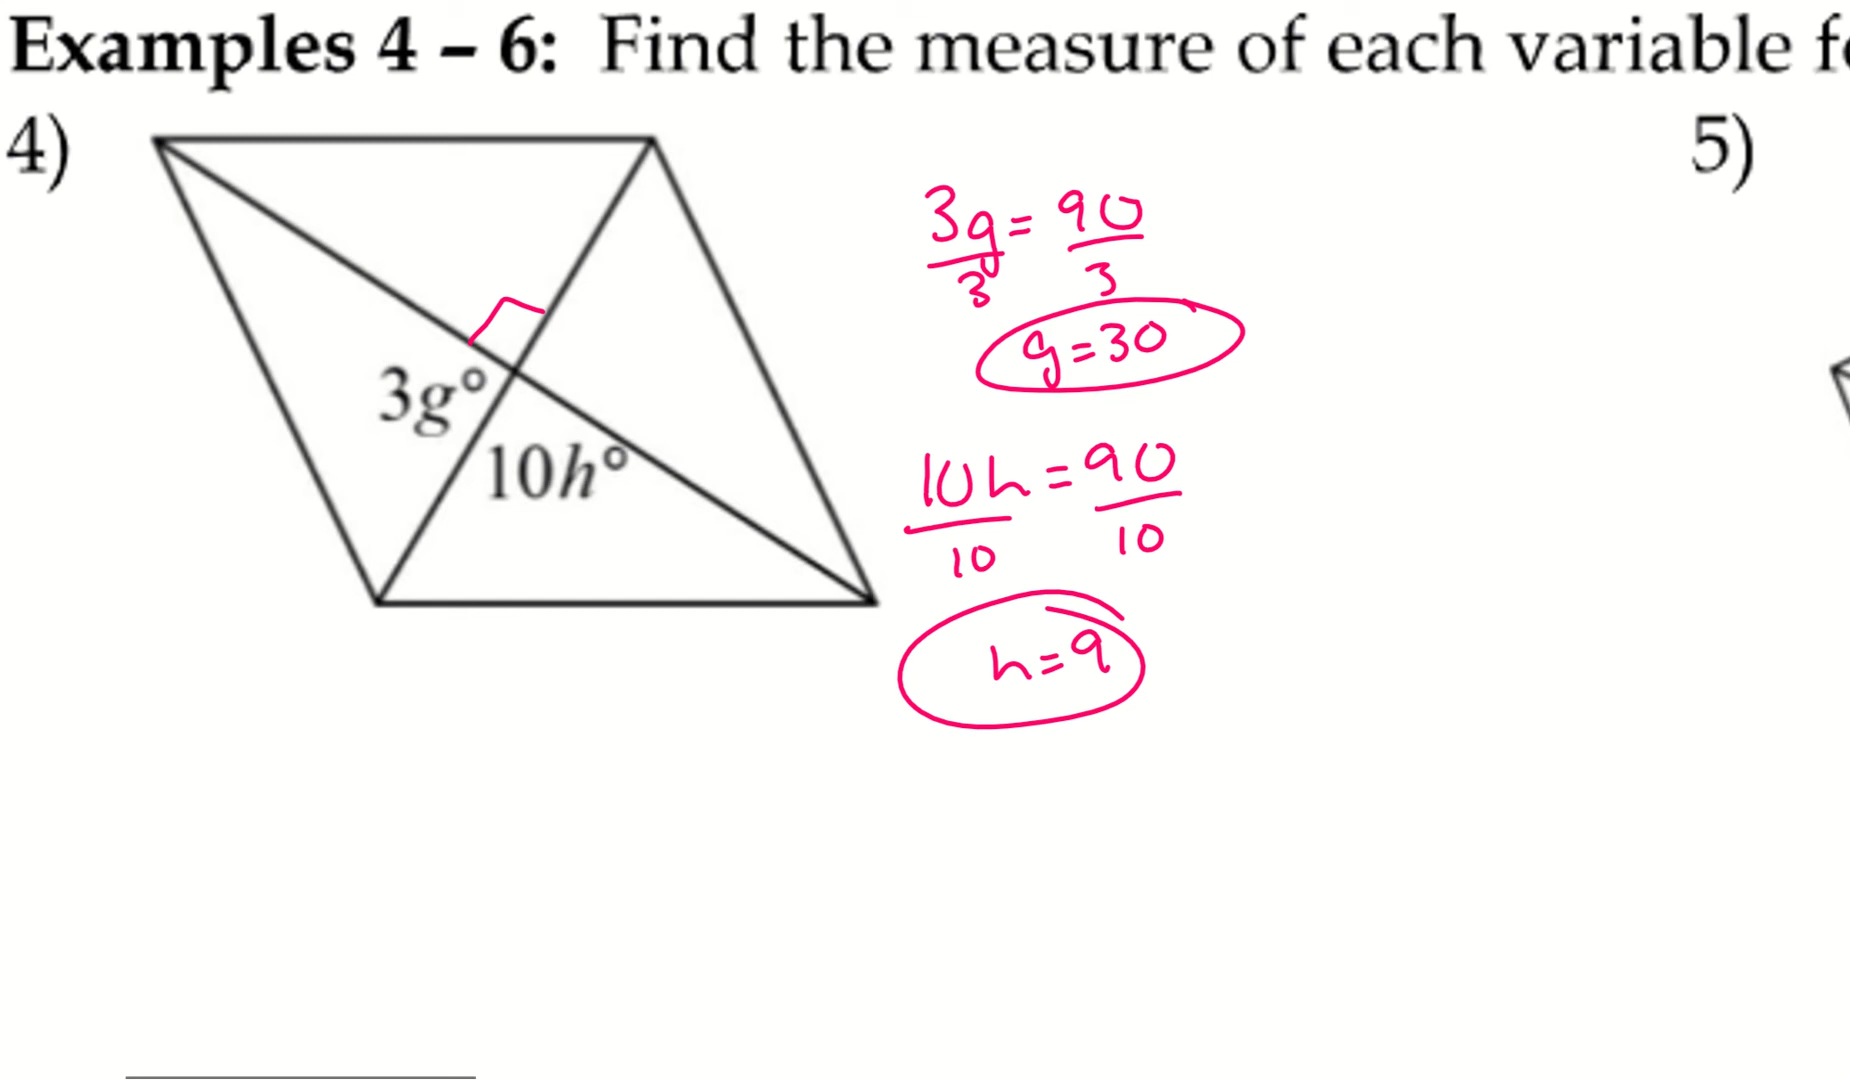 Examples 4 – 6: Find the measure of each variable
4)
5)
3g°
10h°
3g = 90
3 3
g = 30
10h = 90
10 10
h = 9